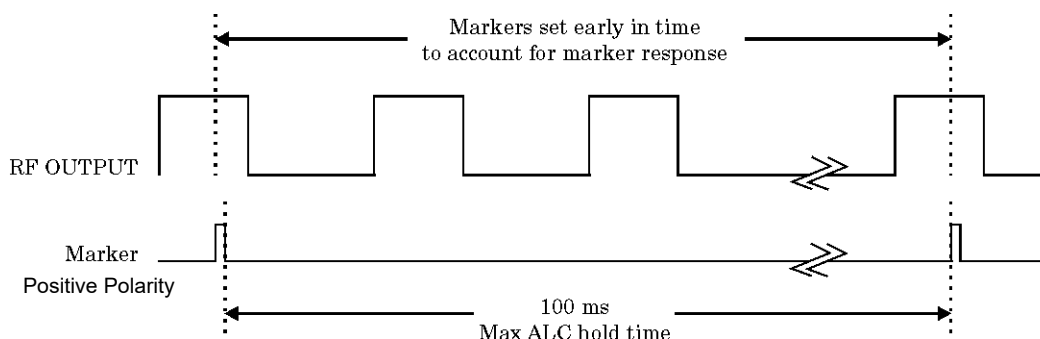 Markers set early in time
to account for marker response
RF OUTPUT
Marker
Positive Polarity
100 ms
Max ALC hold time